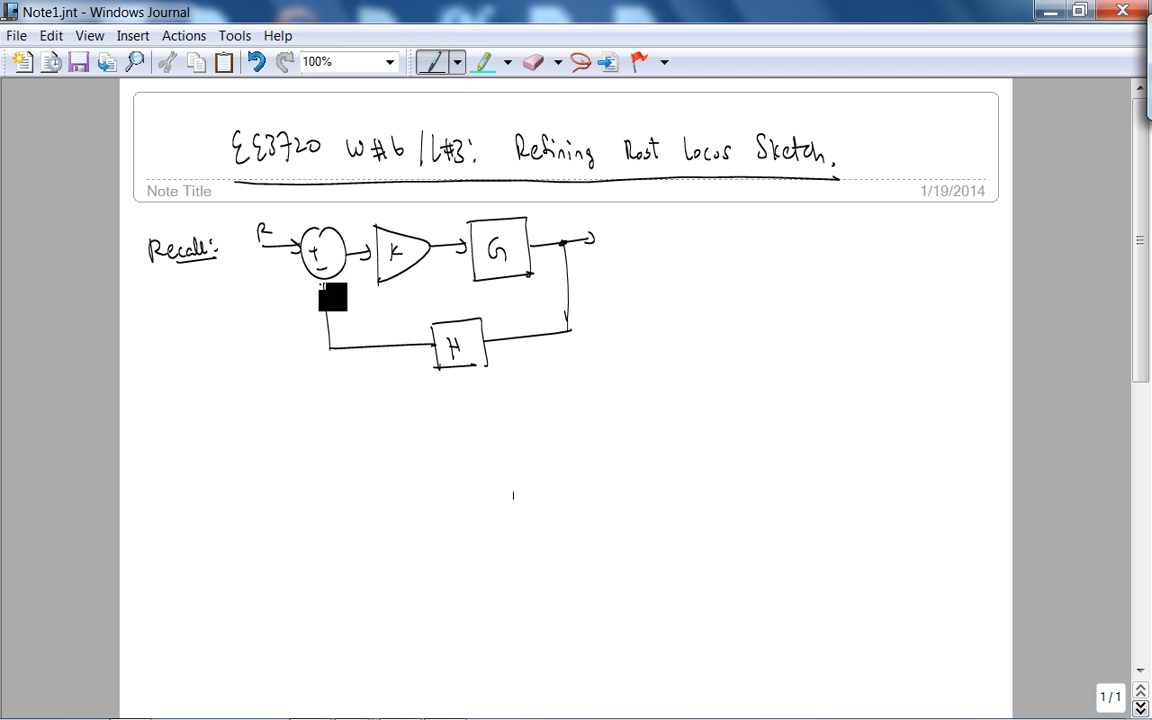 Note1.jnt - Windows Journal
File Edit View Insert Actions Tools Help
100%
EE3720 W#6/L#3: Refining Root Locus Sketch.
Note Title
1/19/2014
Recall:
R
+
-
K
G
H
1/1